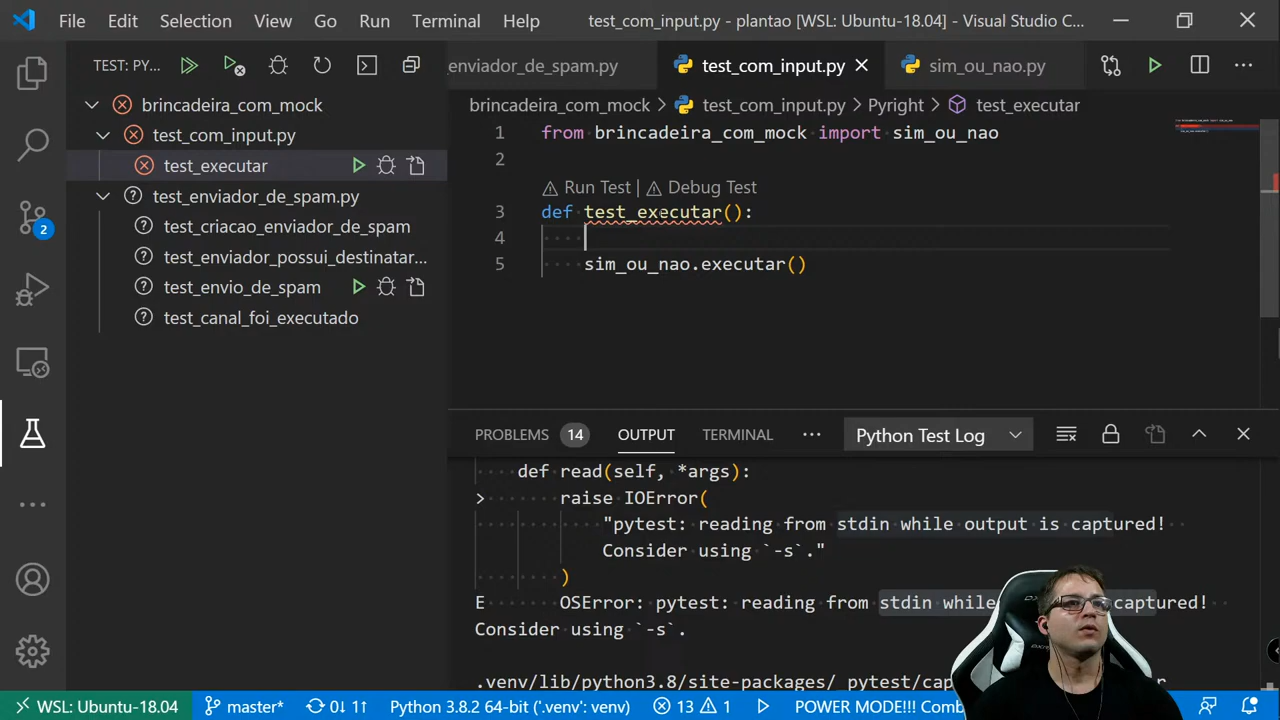 File Edit Selection View Go Run Terminal Help test_com_input.py - plantao [WSL: Ubuntu-18.04] - Visual Studio C...
TEST: PY...
enviador_de_spam.py test_com_input.py sim_ou_nao.py
brincadeira_com_mock
test_com_input.py
test_executar
test_enviador_de_spam.py
test_criacao_enviador_de_spam
test_enviador_possui_destinatar...
test_envio_de_spam
test_canal_foi_executado
2
brincadeira_com_mock > test_com_input.py > Pyright > test_executar
1 from brincadeira_com_mock import sim_ou_nao
2
Run Test | Debug Test
3 def test_executar():
4
5 sim_ou_nao.executar()
PROBLEMS 14 OUTPUT TERMINAL ... Python Test Log
def read(self, *args):
> raise IOError(
"pytest: reading from stdin while output is captured!
Consider using `-s`."
)
E OSError: pytest: reading from stdin while captured!
Consider using `-s`.
.venv/lib/python3.8/site-packages/_pytest/cap
WSL: Ubuntu-18.04 master* 0↓ 1↑ Python 3.8.2 64-bit ('.venv': venv) 13 1 POWER MODE!!! Comb